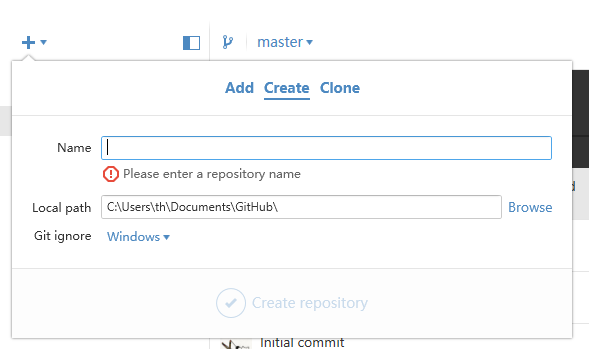 master
Add Create Clone
Name
Please enter a repository name
Local path C:\Users\th\Documents\GitHub\ Browse
Git ignore Windows
Create repository
Initial commit